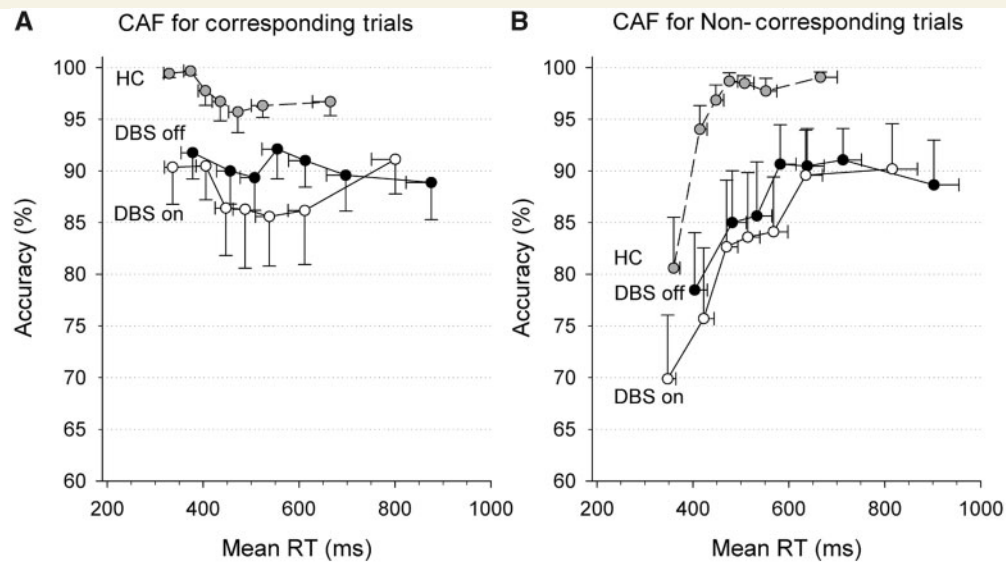 A CAF for corresponding trials
Accuracy (%)
100
95
90
85
80
75
70
65
60
HC
DBS off
DBS on
200 400 600 800 1000
Mean RT (ms)
B CAF for Non- corresponding trials
Accuracy (%)
100
95
90
85
80
75
70
65
60
HC
DBS off
DBS on
200 400 600 800 1000
Mean RT (ms)